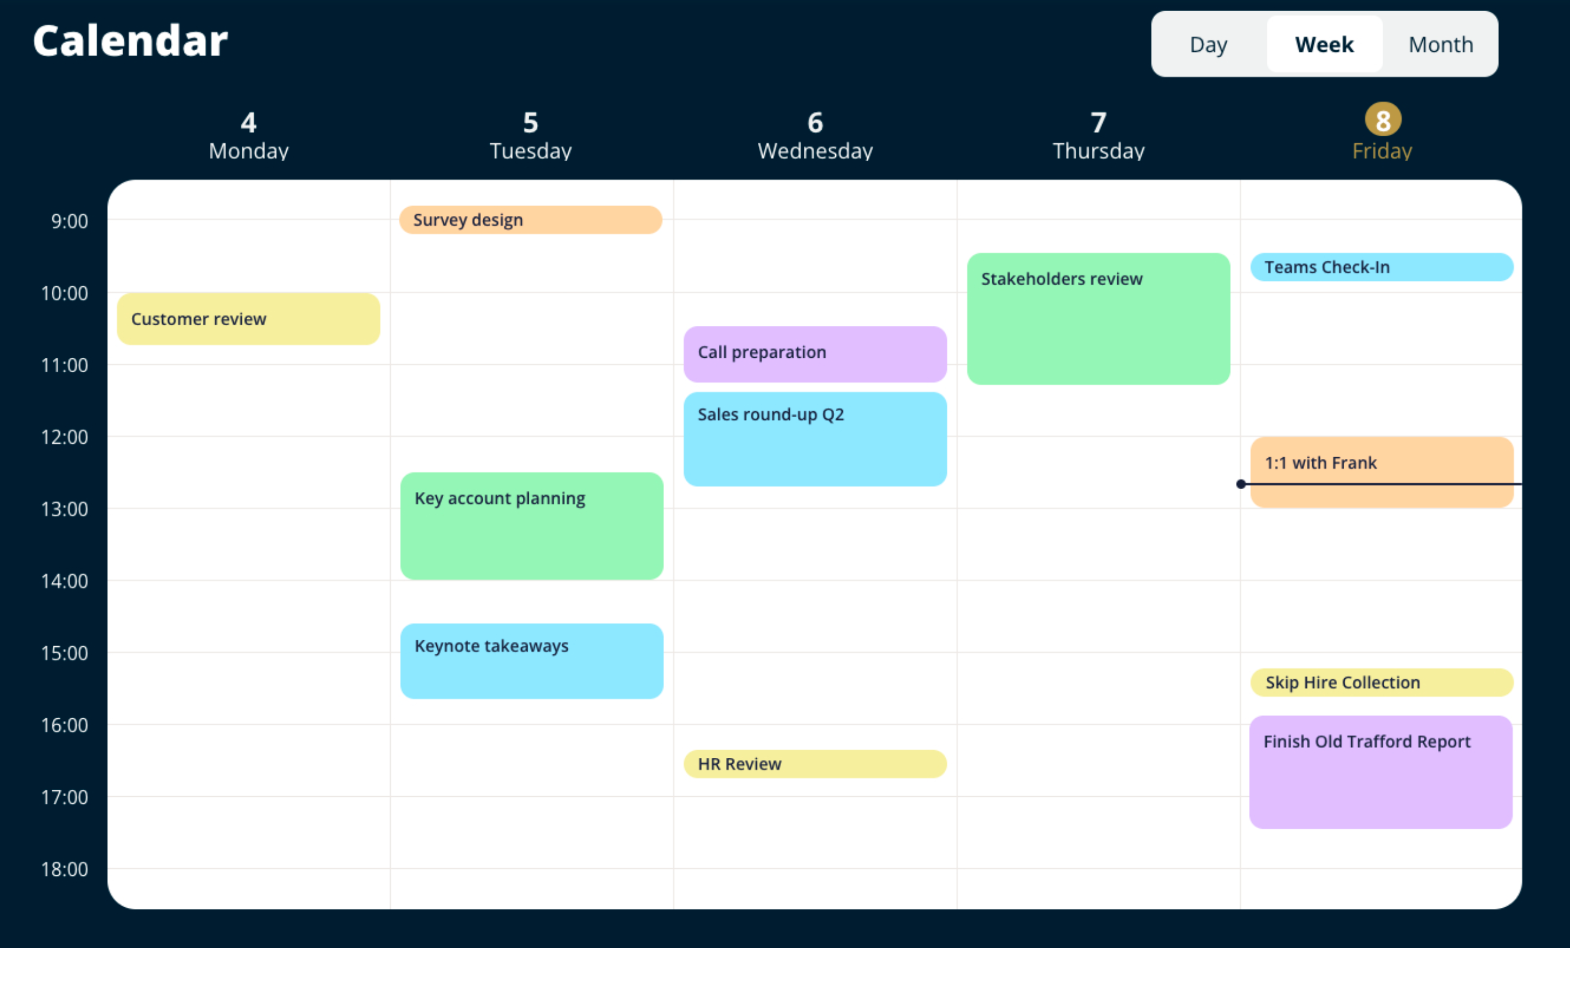 Calendar
Day Week Month
4 5 6 7 8
Monday Tuesday Wednesday Thursday Friday
9:00 Survey design
Teams Check-In
Stakeholders review
10:00
Customer review
Call preparation
11:00
Sales round-up Q2
12:00
1:1 with Frank
Key account planning
13:00
14:00
Keynote takeaways
15:00
Skip Hire Collection
16:00
Finish Old Trafford Report
HR Review
17:00
18:00